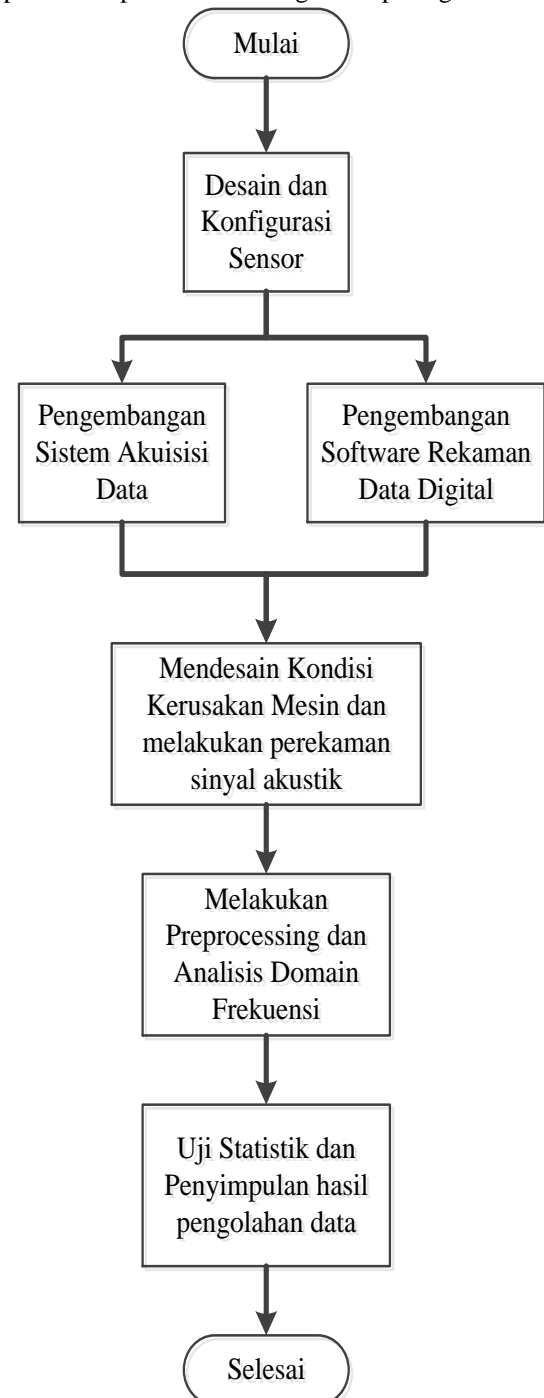 Mulai
Desain dan
Konfigurasi
Sensor
Pengembangan
Sistem Akuisisi
Data
Pengembangan
Software Rekaman
Data Digital
Mendesain Kondisi
Kerusakan Mesin dan
melakukan perekaman
sinyal akustik
Melakukan
Preprocessing dan
Analisis Domain
Frekuensi
Uji Statistik dan
Penyimpulan hasil
pengolahan data
Selesai